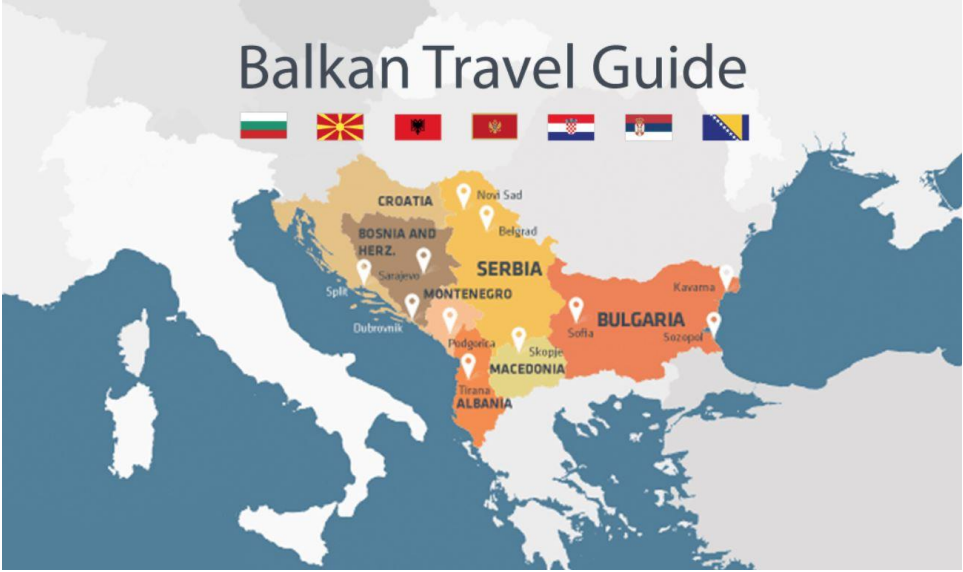 Balkan Travel Guide
CROATIA
Novi Sad
BOSNIA AND
HERZ.
Belgrad
Sarajevo
SERBIA
Split
MONTENEGRO
Kavarna
Dubrovnik
BULGARIA
Podgorica
Sofia
Sozopol
Skopje
MACEDONIA
Tirana
ALBANIA